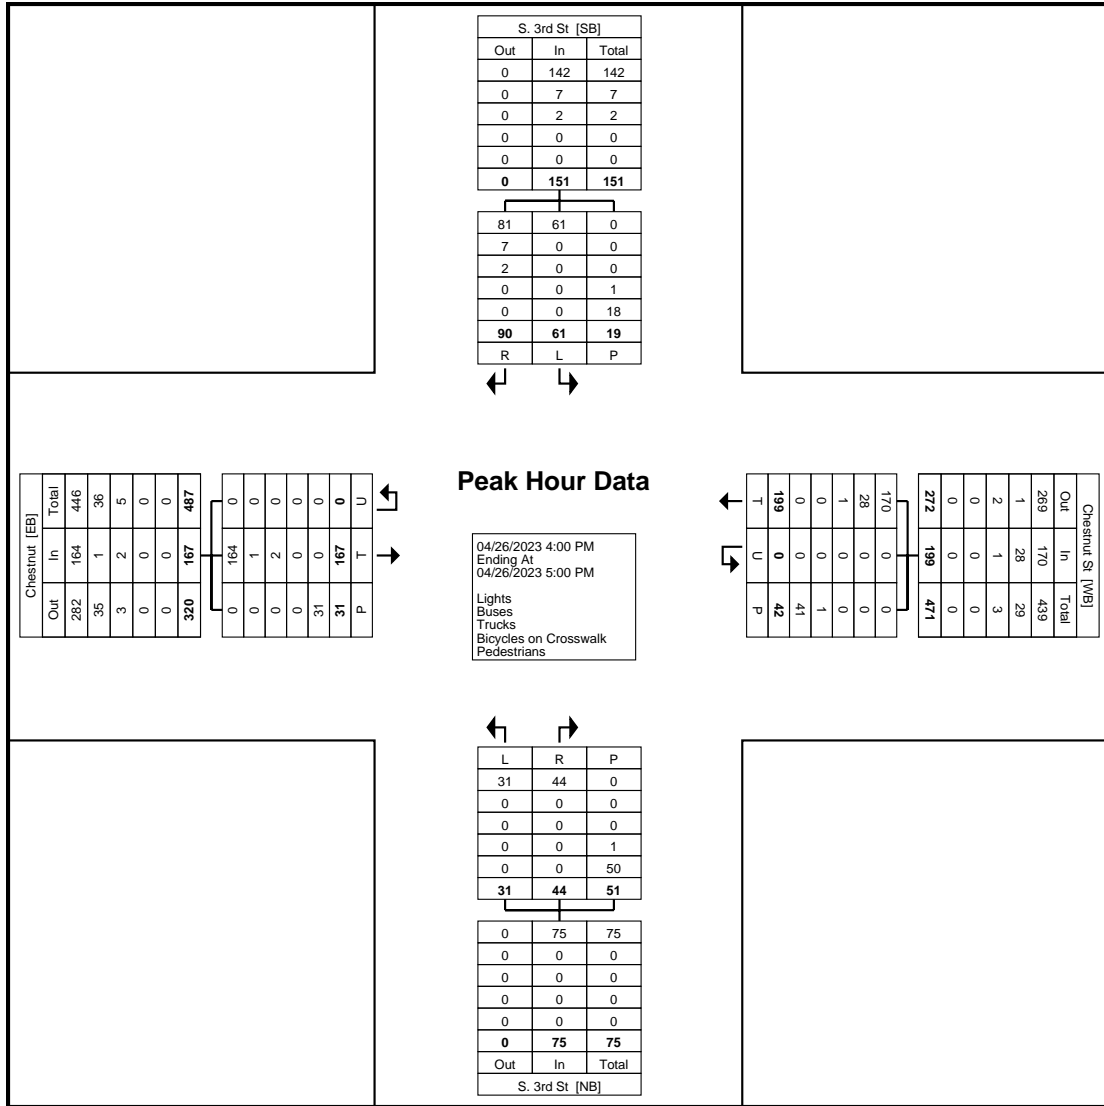 S. 3rd St [SB]
Out In Total
0 142 142
0 7 7
0 2 2
0 0 0
0 0 0
0 151 151
81 61 0
7 0 0
2 0 0
0 0 1
0 0 18
90 61 19
R L P
Peak Hour Data
04/26/2023 4:00 PM
Ending At
04/26/2023 5:00 PM
Lights
Buses
Trucks
Bicycles on Crosswalk
Pedestrians
Chestnut [EB]
Out In Total
282 164 446
35 1 36
3 2 5
0 0 0
0 0 0
320 167 487
0 164 0
0 1 0
0 2 0
0 0 0
31 0 0
31 167 0
P T U
Chestnut St [WB]
Out In Total
269 170 439
1 28 29
2 1 3
0 0 0
0 0 0
272 199 471
170 0 0
28 0 0
1 0 0
0 0 1
0 0 41
199 0 42
T U P
L R P
31 44 0
0 0 0
0 0 0
0 0 1
0 0 50
31 44 51
0 75 75
0 0 0
0 0 0
0 0 0
0 0 0
0 75 75
Out In Total
S. 3rd St [NB]